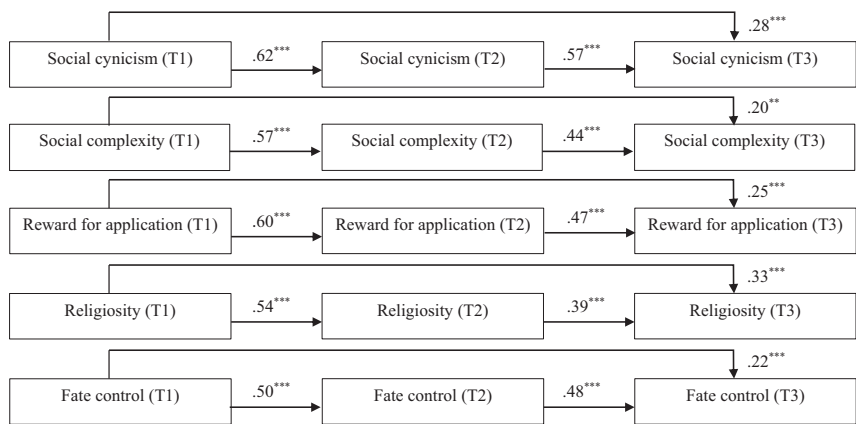 .28***
Social cynicism (T1) .62*** Social cynicism (T2) .57*** Social cynicism (T3)
.20**
Social complexity (T1) .57*** Social complexity (T2) .44*** Social complexity (T3)
.25***
Reward for application (T1) .60*** Reward for application (T2) .47*** Reward for application (T3)
.33***
Religiosity (T1) .54*** Religiosity (T2) .39*** Religiosity (T3)
.22***
Fate control (T1) .50*** Fate control (T2) .48*** Fate control (T3)